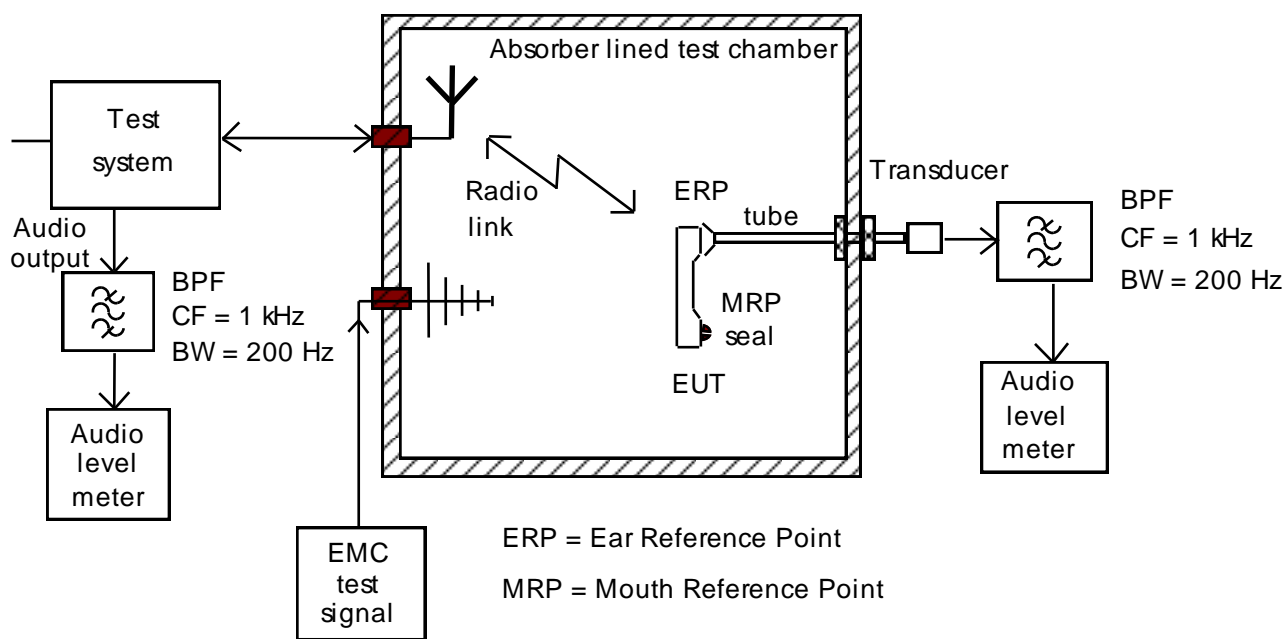 Absorber lined test chamber
Test
system
Radio
link
ERP
tube
Transducer
BPF
CF = 1 kHz
BW = 200 Hz
Audio
output
BPF
CF = 1 kHz
BW = 200 Hz
MRP
seal
EUT
Audio
level
meter
Audio
level
meter
EMC
test
signal
ERP = Ear Reference Point
MRP = Mouth Reference Point